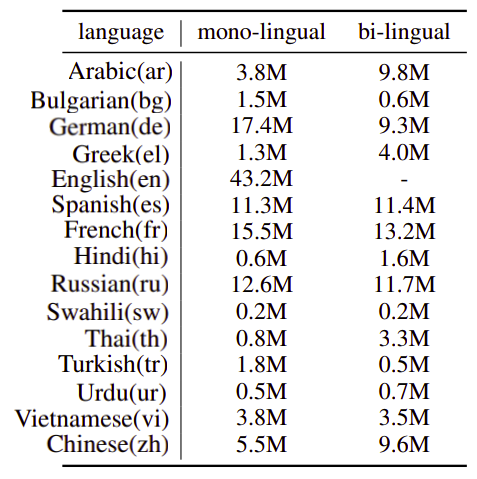 language mono-lingual bi-lingual
Arabic(ar) 3.8M 9.8M
Bulgarian(bg) 1.5M 0.6M
German(de) 17.4M 9.3M
Greek(el) 1.3M 4.0M
English(en) 43.2M -
Spanish(es) 11.3M 11.4M
French(fr) 15.5M 13.2M
Hindi(hi) 0.6M 1.6M
Russian(ru) 12.6M 11.7M
Swahili(sw) 0.2M 0.2M
Thai(th) 0.8M 3.3M
Turkish(tr) 1.8M 0.5M
Urdu(ur) 0.5M 0.7M
Vietnamese(vi) 3.8M 3.5M
Chinese(zh) 5.5M 9.6M